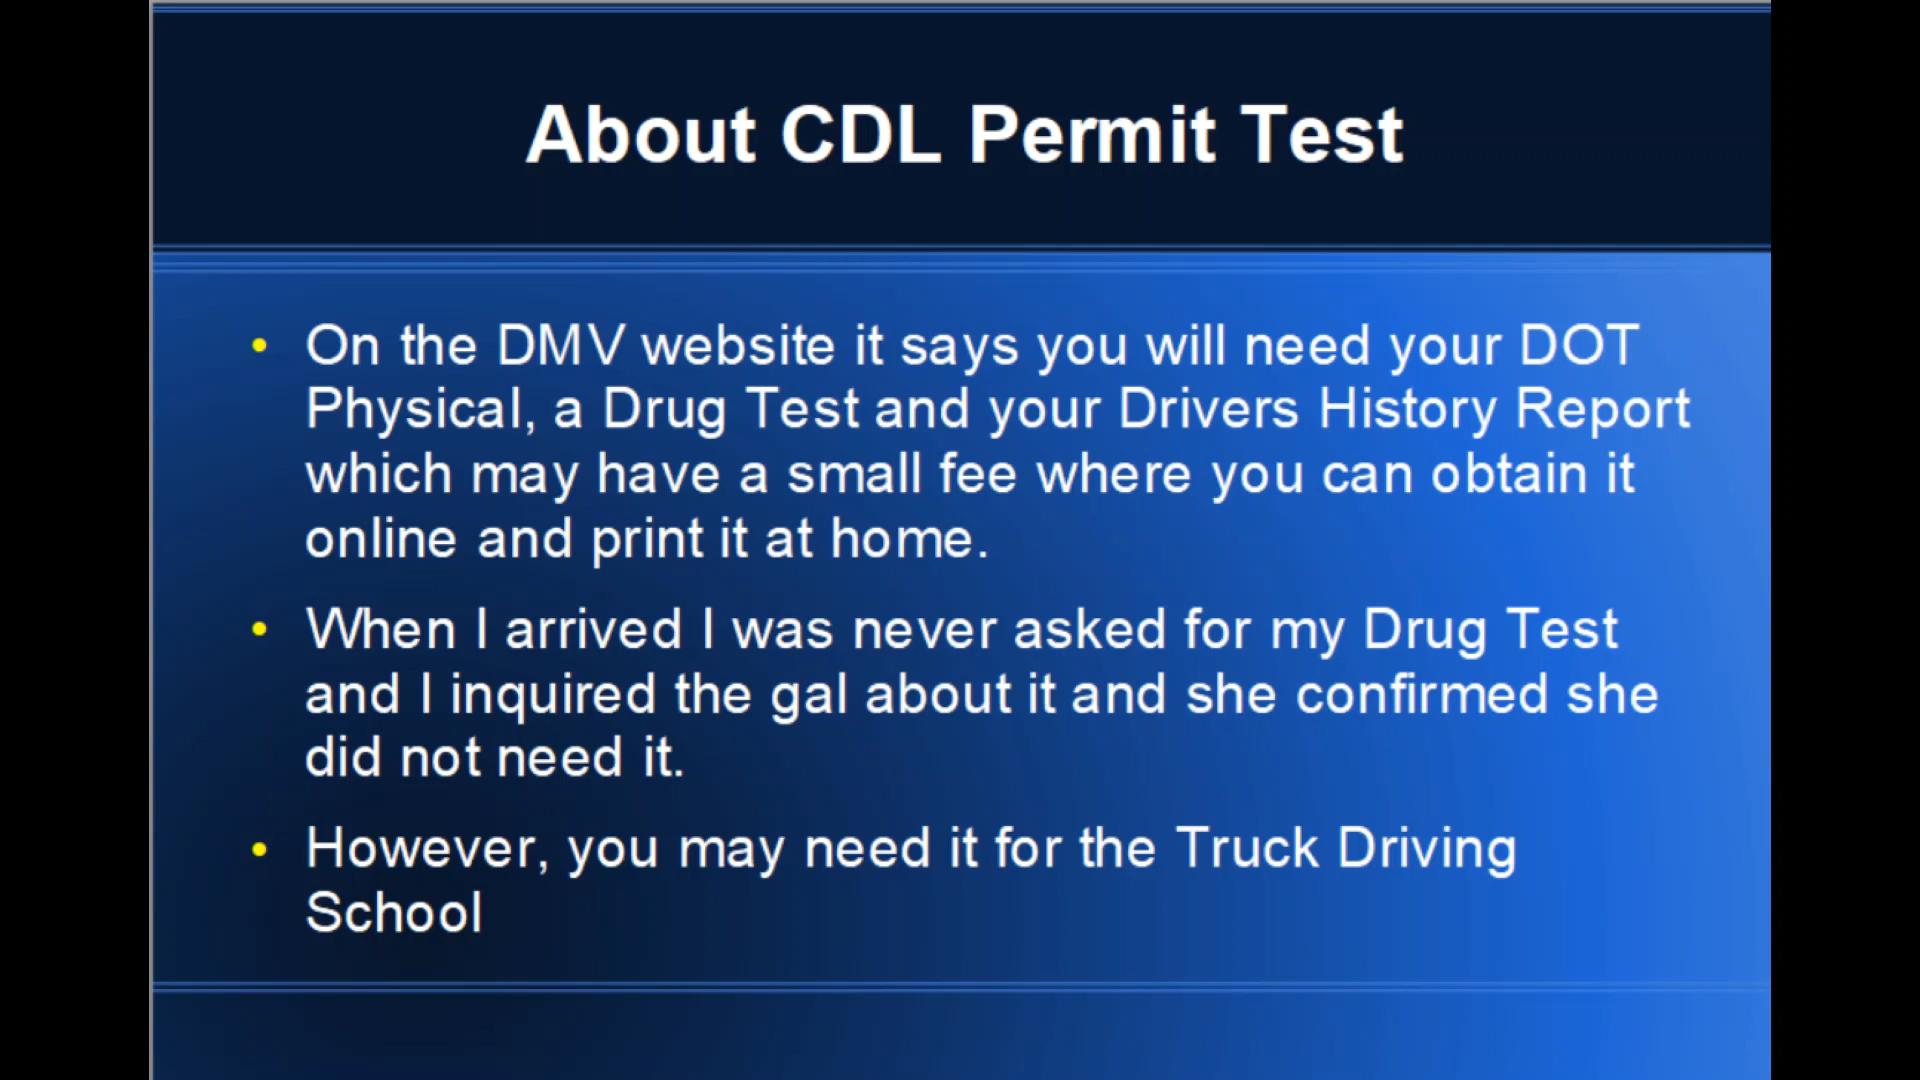 About CDL Permit Test
• On the DMV website it says you will need your DOT
Physical, a Drug Test and your Drivers History Report
which may have a small fee where you can obtain it
online and print it at home.
• When I arrived I was never asked for my Drug Test
and I inquired the gal about it and she confirmed she
did not need it.
• However, you may need it for the Truck Driving
School